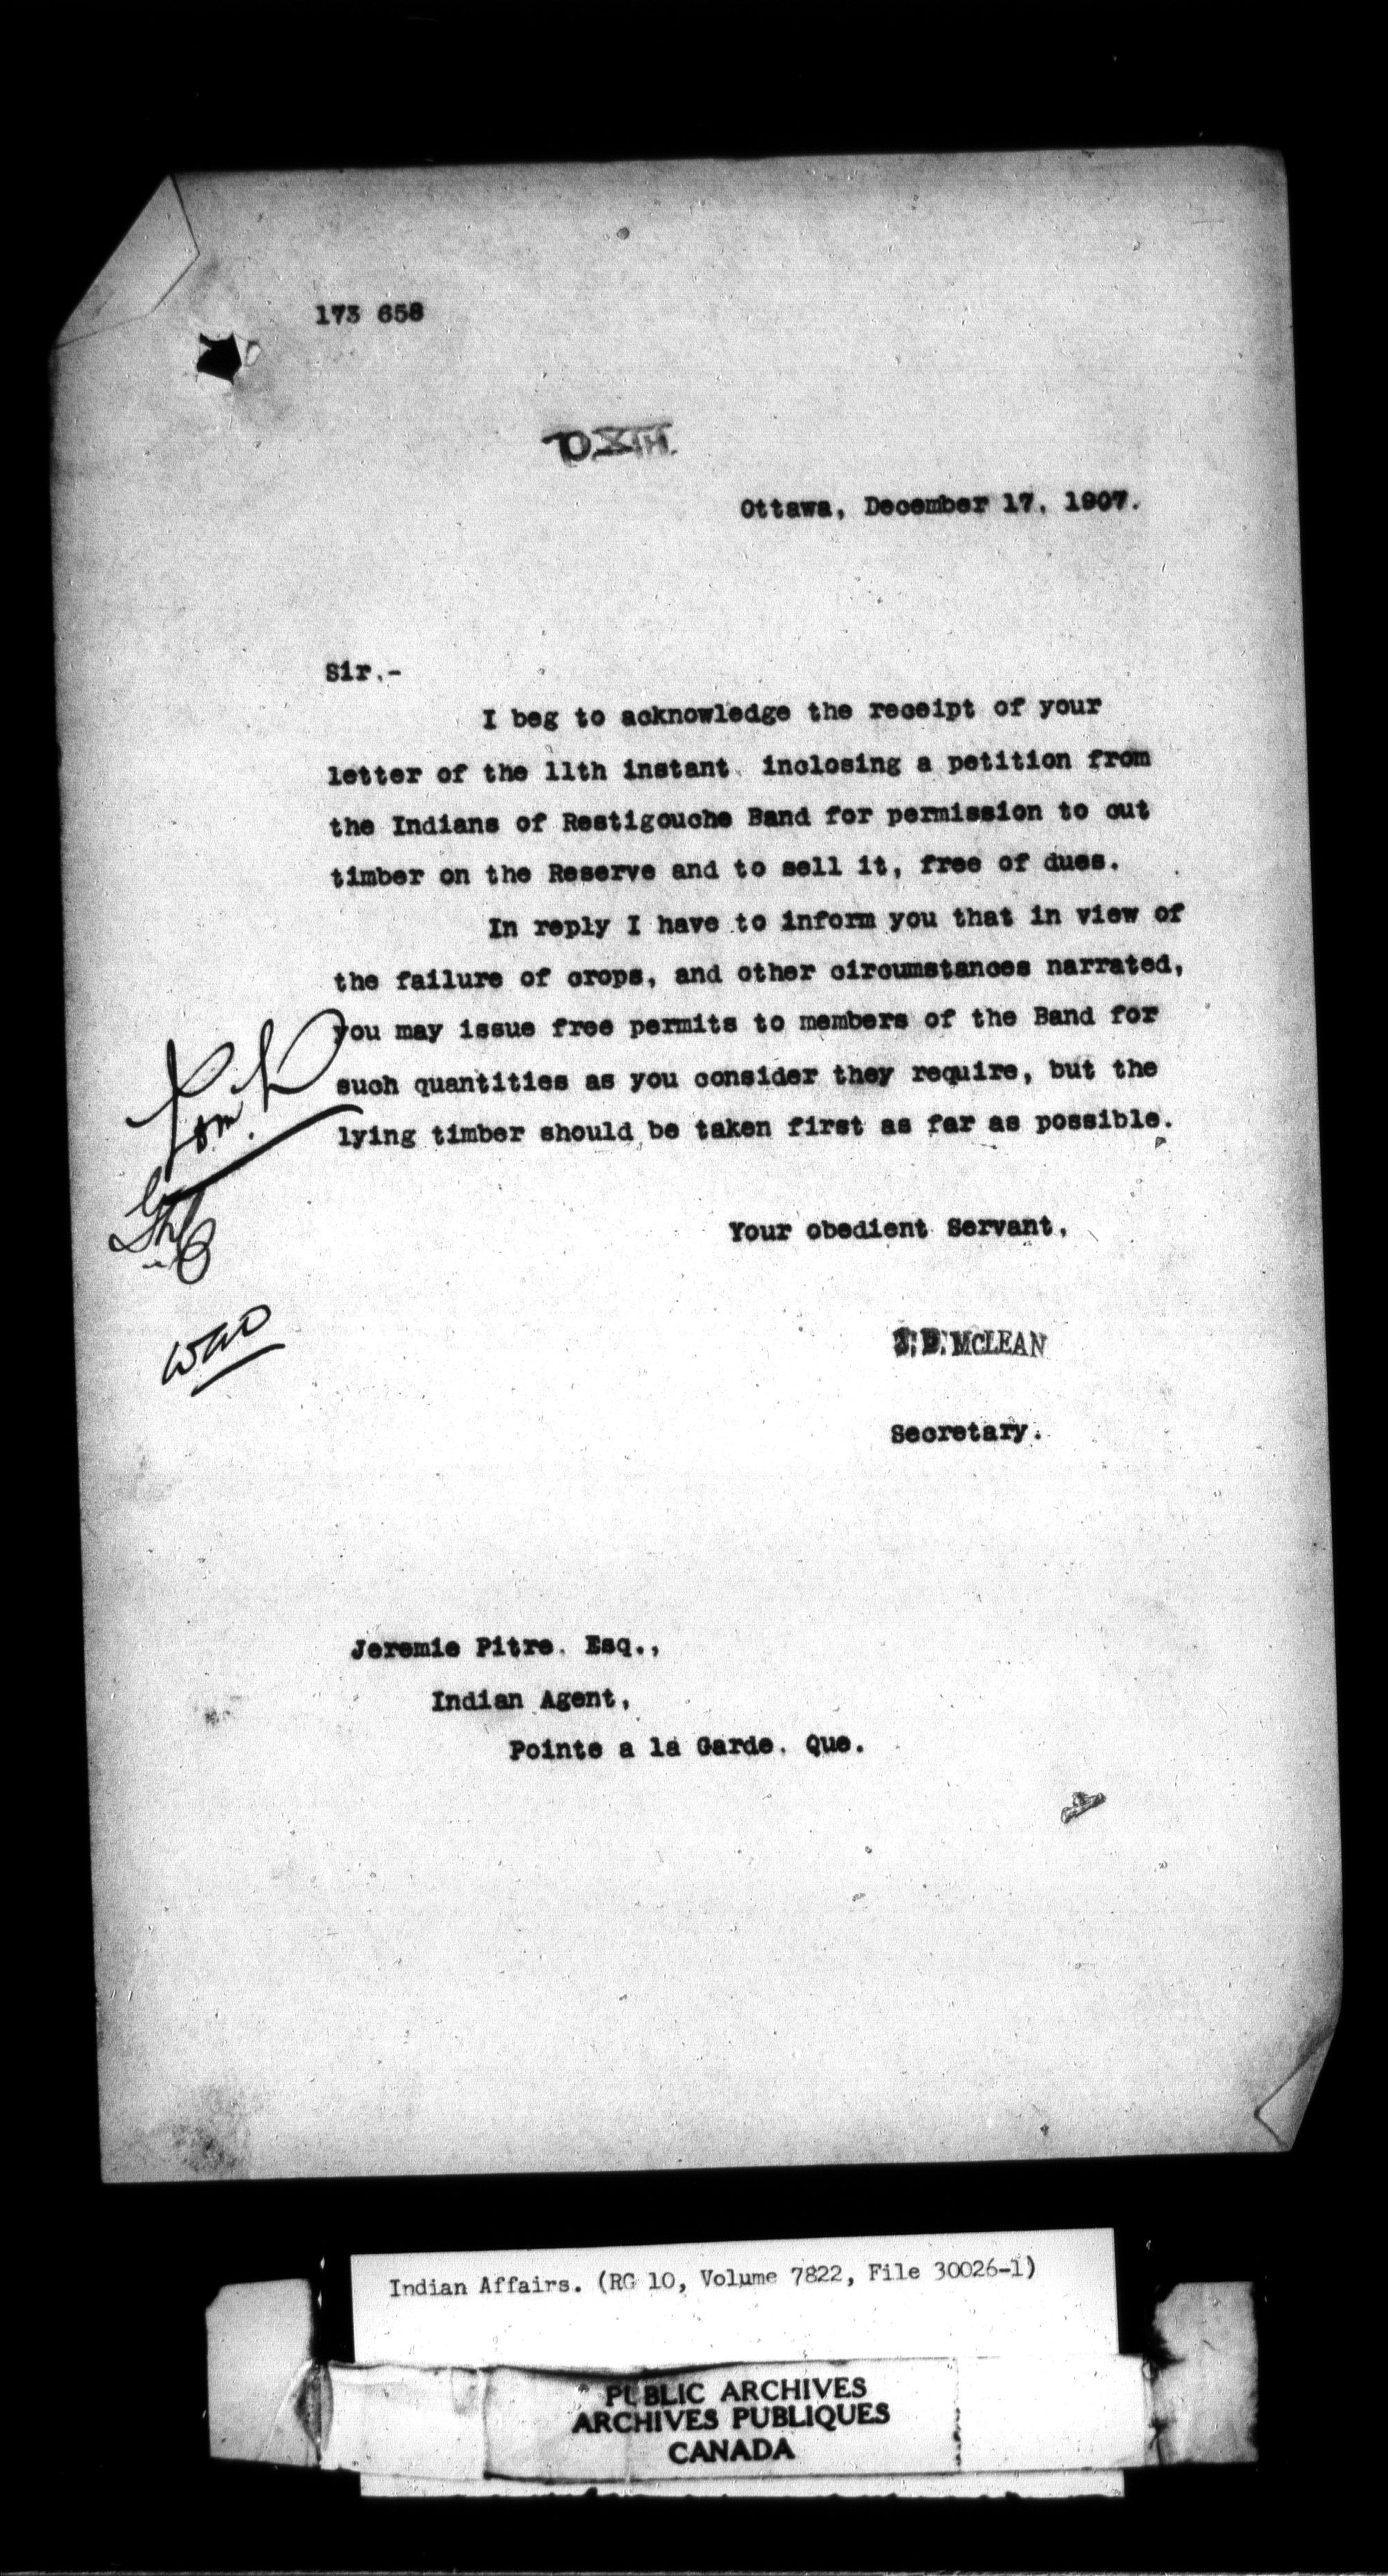 173 658
Ottawa, December 17, 1907.
Sir,-
I beg to acknowledge the receipt of your
letter of the 11th instant, inclosing a petition from
the Indians of Restigouche Band for permission to cut
timber on the Reserve and to sell it, free of dues.
In reply I have to inform you that in view of
the failure of crops, and other circumstances narrated,
you may issue free permits to members of the Band for
such quantities as you consider they require, but the
lying timber should be taken first as far as possible.
Your obedient Servant,
J. D. McLEAN
Secretary.
Jeremie Pitre, Esq.,
Indian Agent,
Pointe a la Garde, Que.
Indian Affairs. (RG 10, Volume 7822, File 30026-1)
PUBLIC ARCHIVES
ARCHIVES PUBLIQUES
CANADA